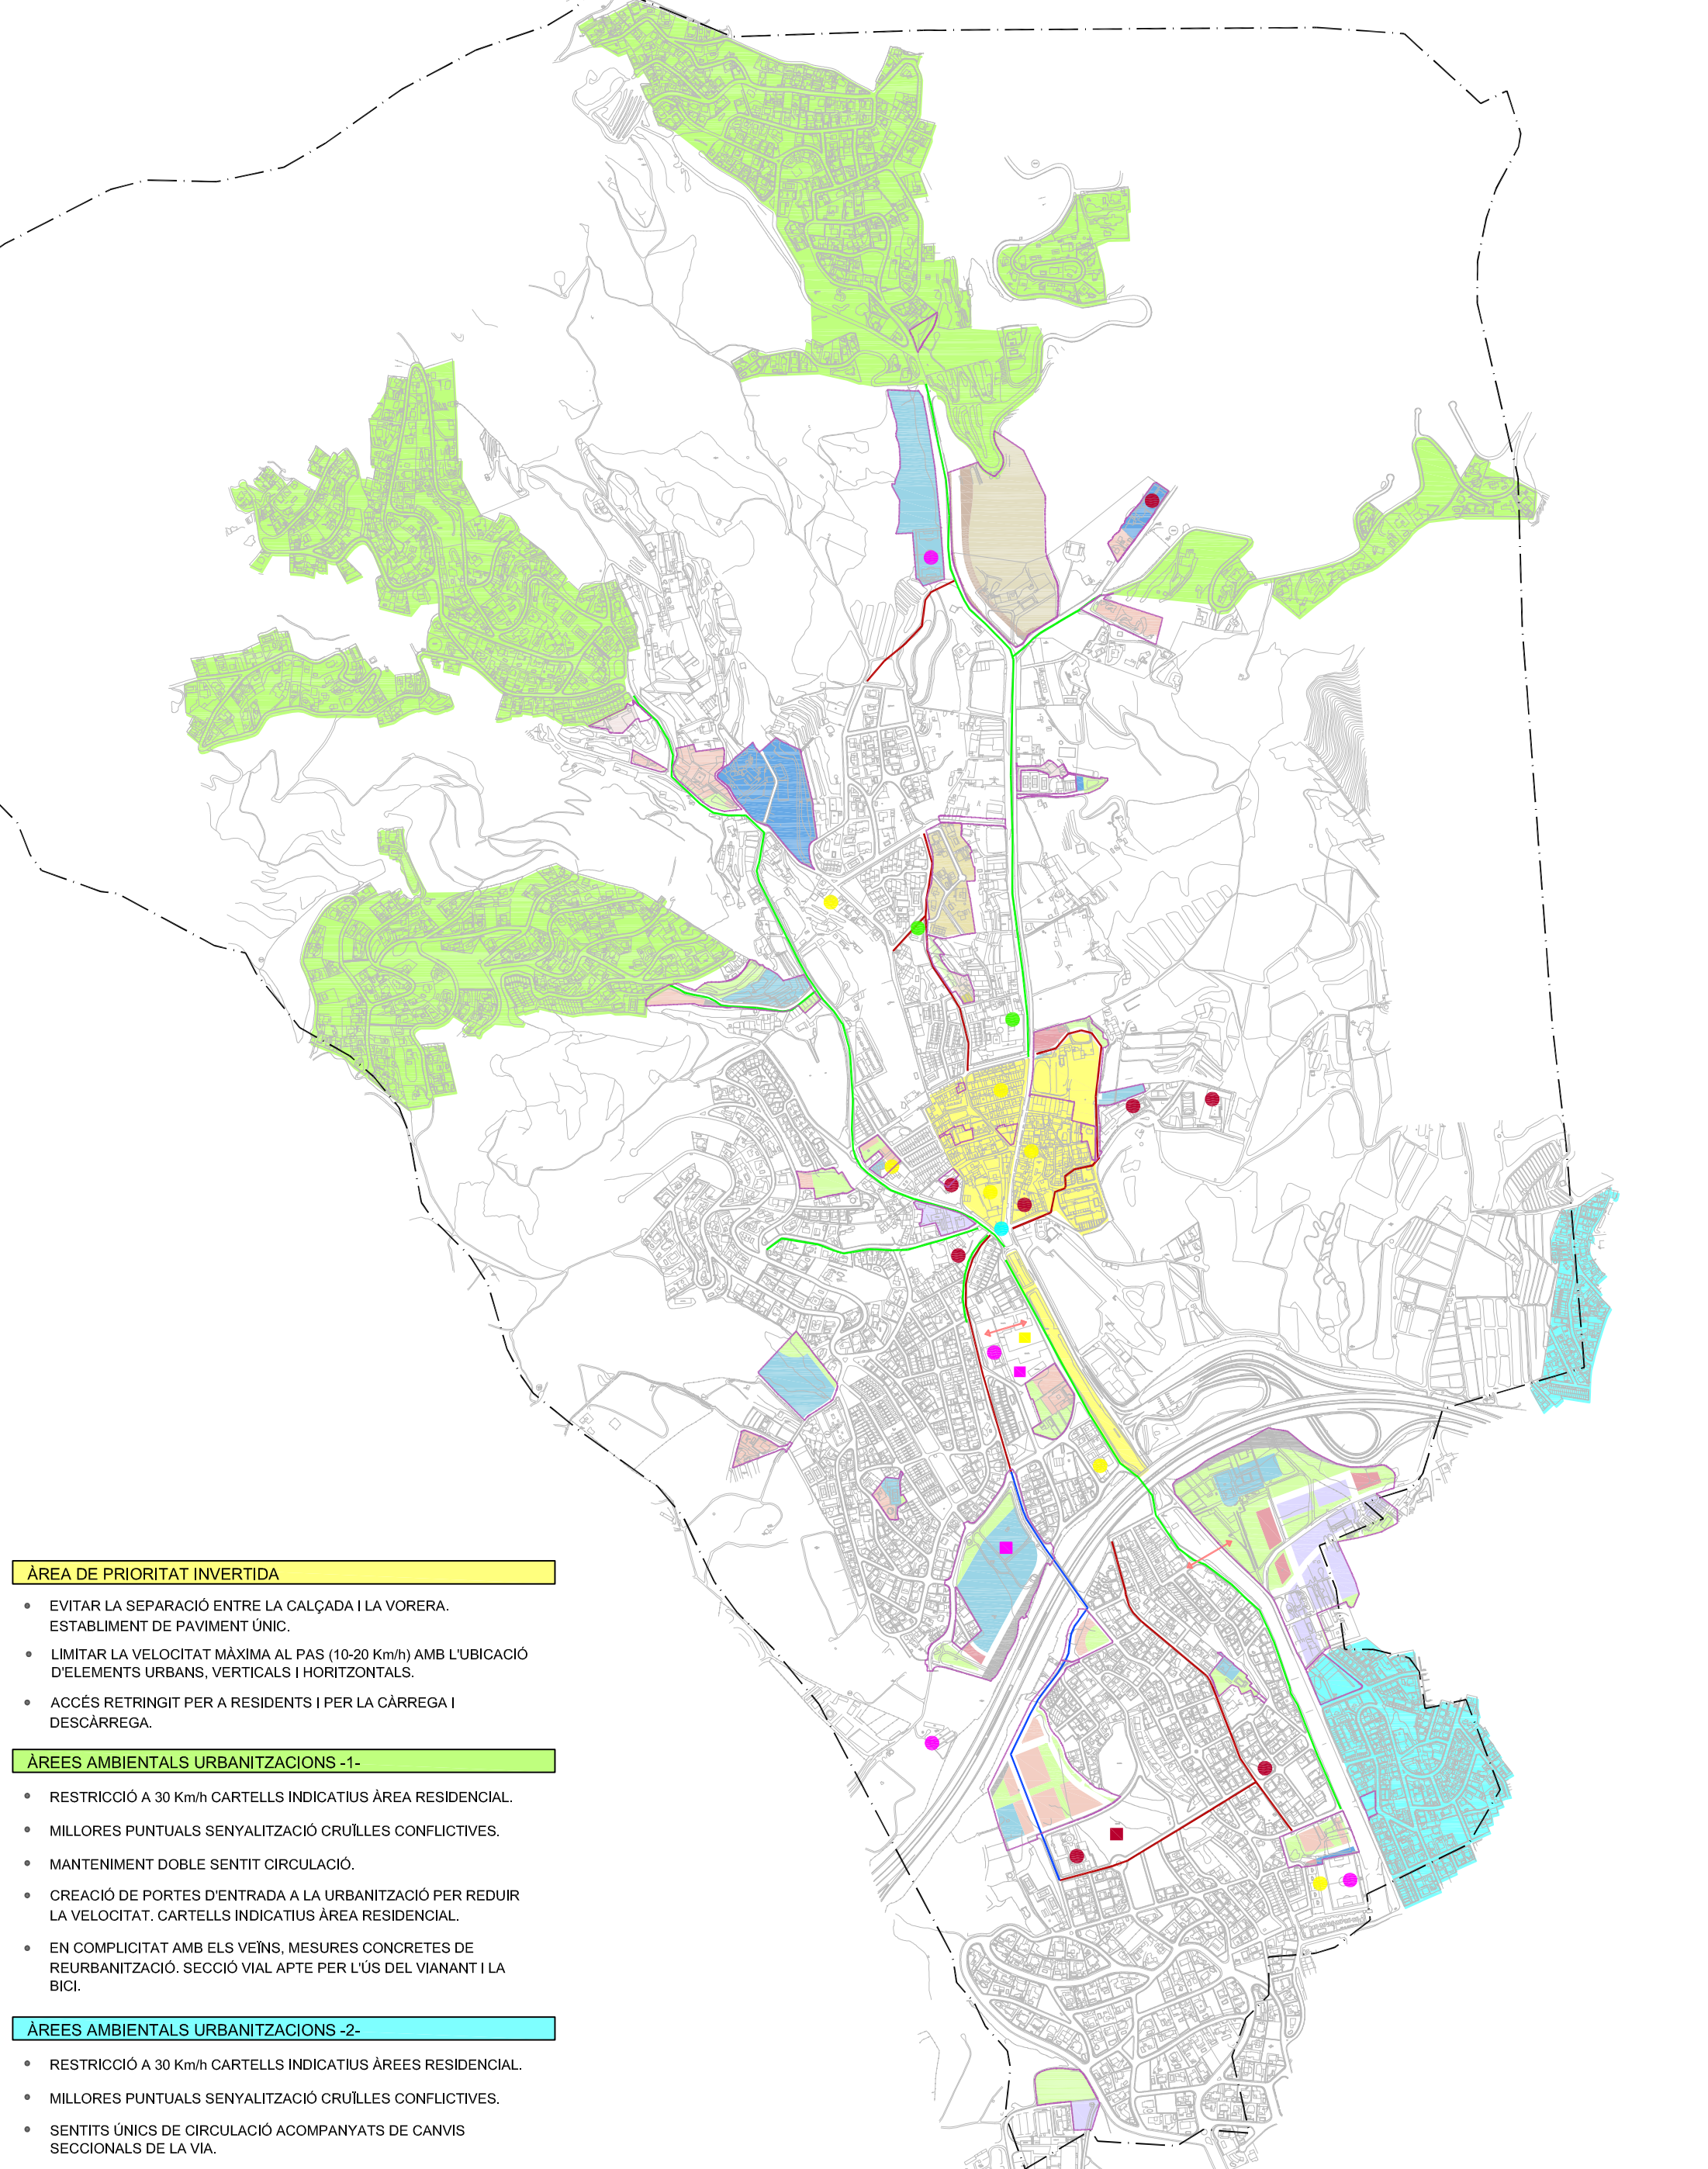 ÀREA DE PRIORITAT INVERTIDA
EVITAR LA SEPARACIÓ ENTRE LA CALÇADA I LA VORERA.
ESTABLIMENT DE PAVIMENT ÚNIC.
LIMITAR LA VELOCITAT MÀXIMA AL PAS (10-20 Km/h) AMB L'UBICACIÓ
D'ELEMENTS URBANS, VERTICALS I HORITZONTALS.
ACCÉS RETRINGIT PER A RESIDENTS I PER LA CÀRREGA I
DESCÀRREGA.
ÀREES AMBIENTALS URBANITZACIONS -1-
RESTRICCIÓ A 30 Km/h CARTELLS INDICATIUS ÀREA RESIDENCIAL.
MILLORES PUNTUALS SENYALITZACIÓ CRUÏLLES CONFLICTIVES.
MANTENIMENT DOBLE SENTIT CIRCULACIÓ.
CREACIÓ DE PORTES D'ENTRADA A LA URBANITZACIÓ PER REDUIR
LA VELOCITAT. CARTELLS INDICATIUS ÀREA RESIDENCIAL.
EN COMPLICITAT AMB ELS VEÏNS, MESURES CONCRETES DE
REURBANITZACIÓ. SECCIÓ VIAL APTE PER L'ÚS DEL VIANANT I LA
BICI.
ÀREES AMBIENTALS URBANITZACIONS -2-
RESTRICCIÓ A 30 Km/h CARTELLS INDICATIUS ÀREES RESIDENCIAL.
MILLORES PUNTUALS SENYALITZACIÓ CRUÏLLES CONFLICTIVES.
SENTITS ÚNICS DE CIRCULACIÓ ACOMPANYATS DE CANVIS
SECCIONALS DE LA VIA.